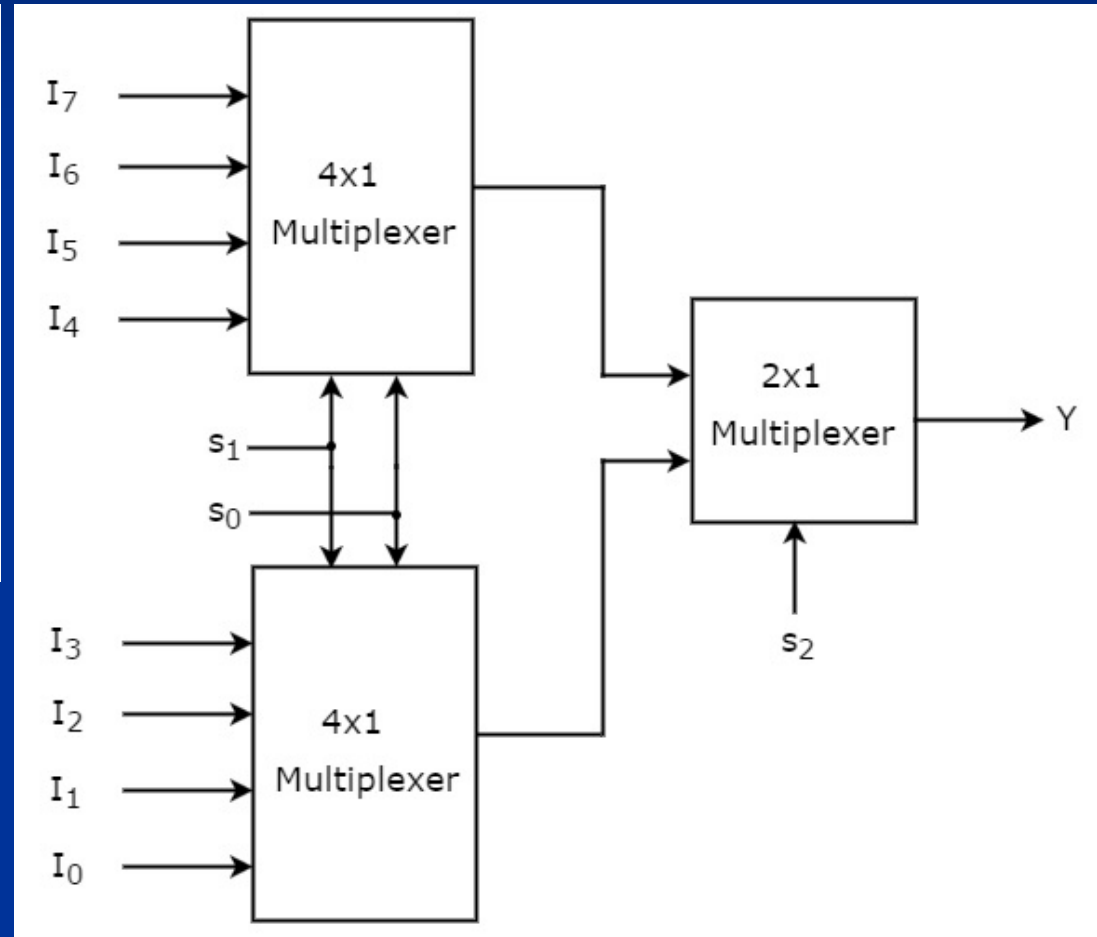 I₇
I₆
I₅
I₄
4x1
Multiplexer
s₁
s₀
I₃
I₂
I₁
I₀
4x1
Multiplexer
2x1
Multiplexer
s₂
Y